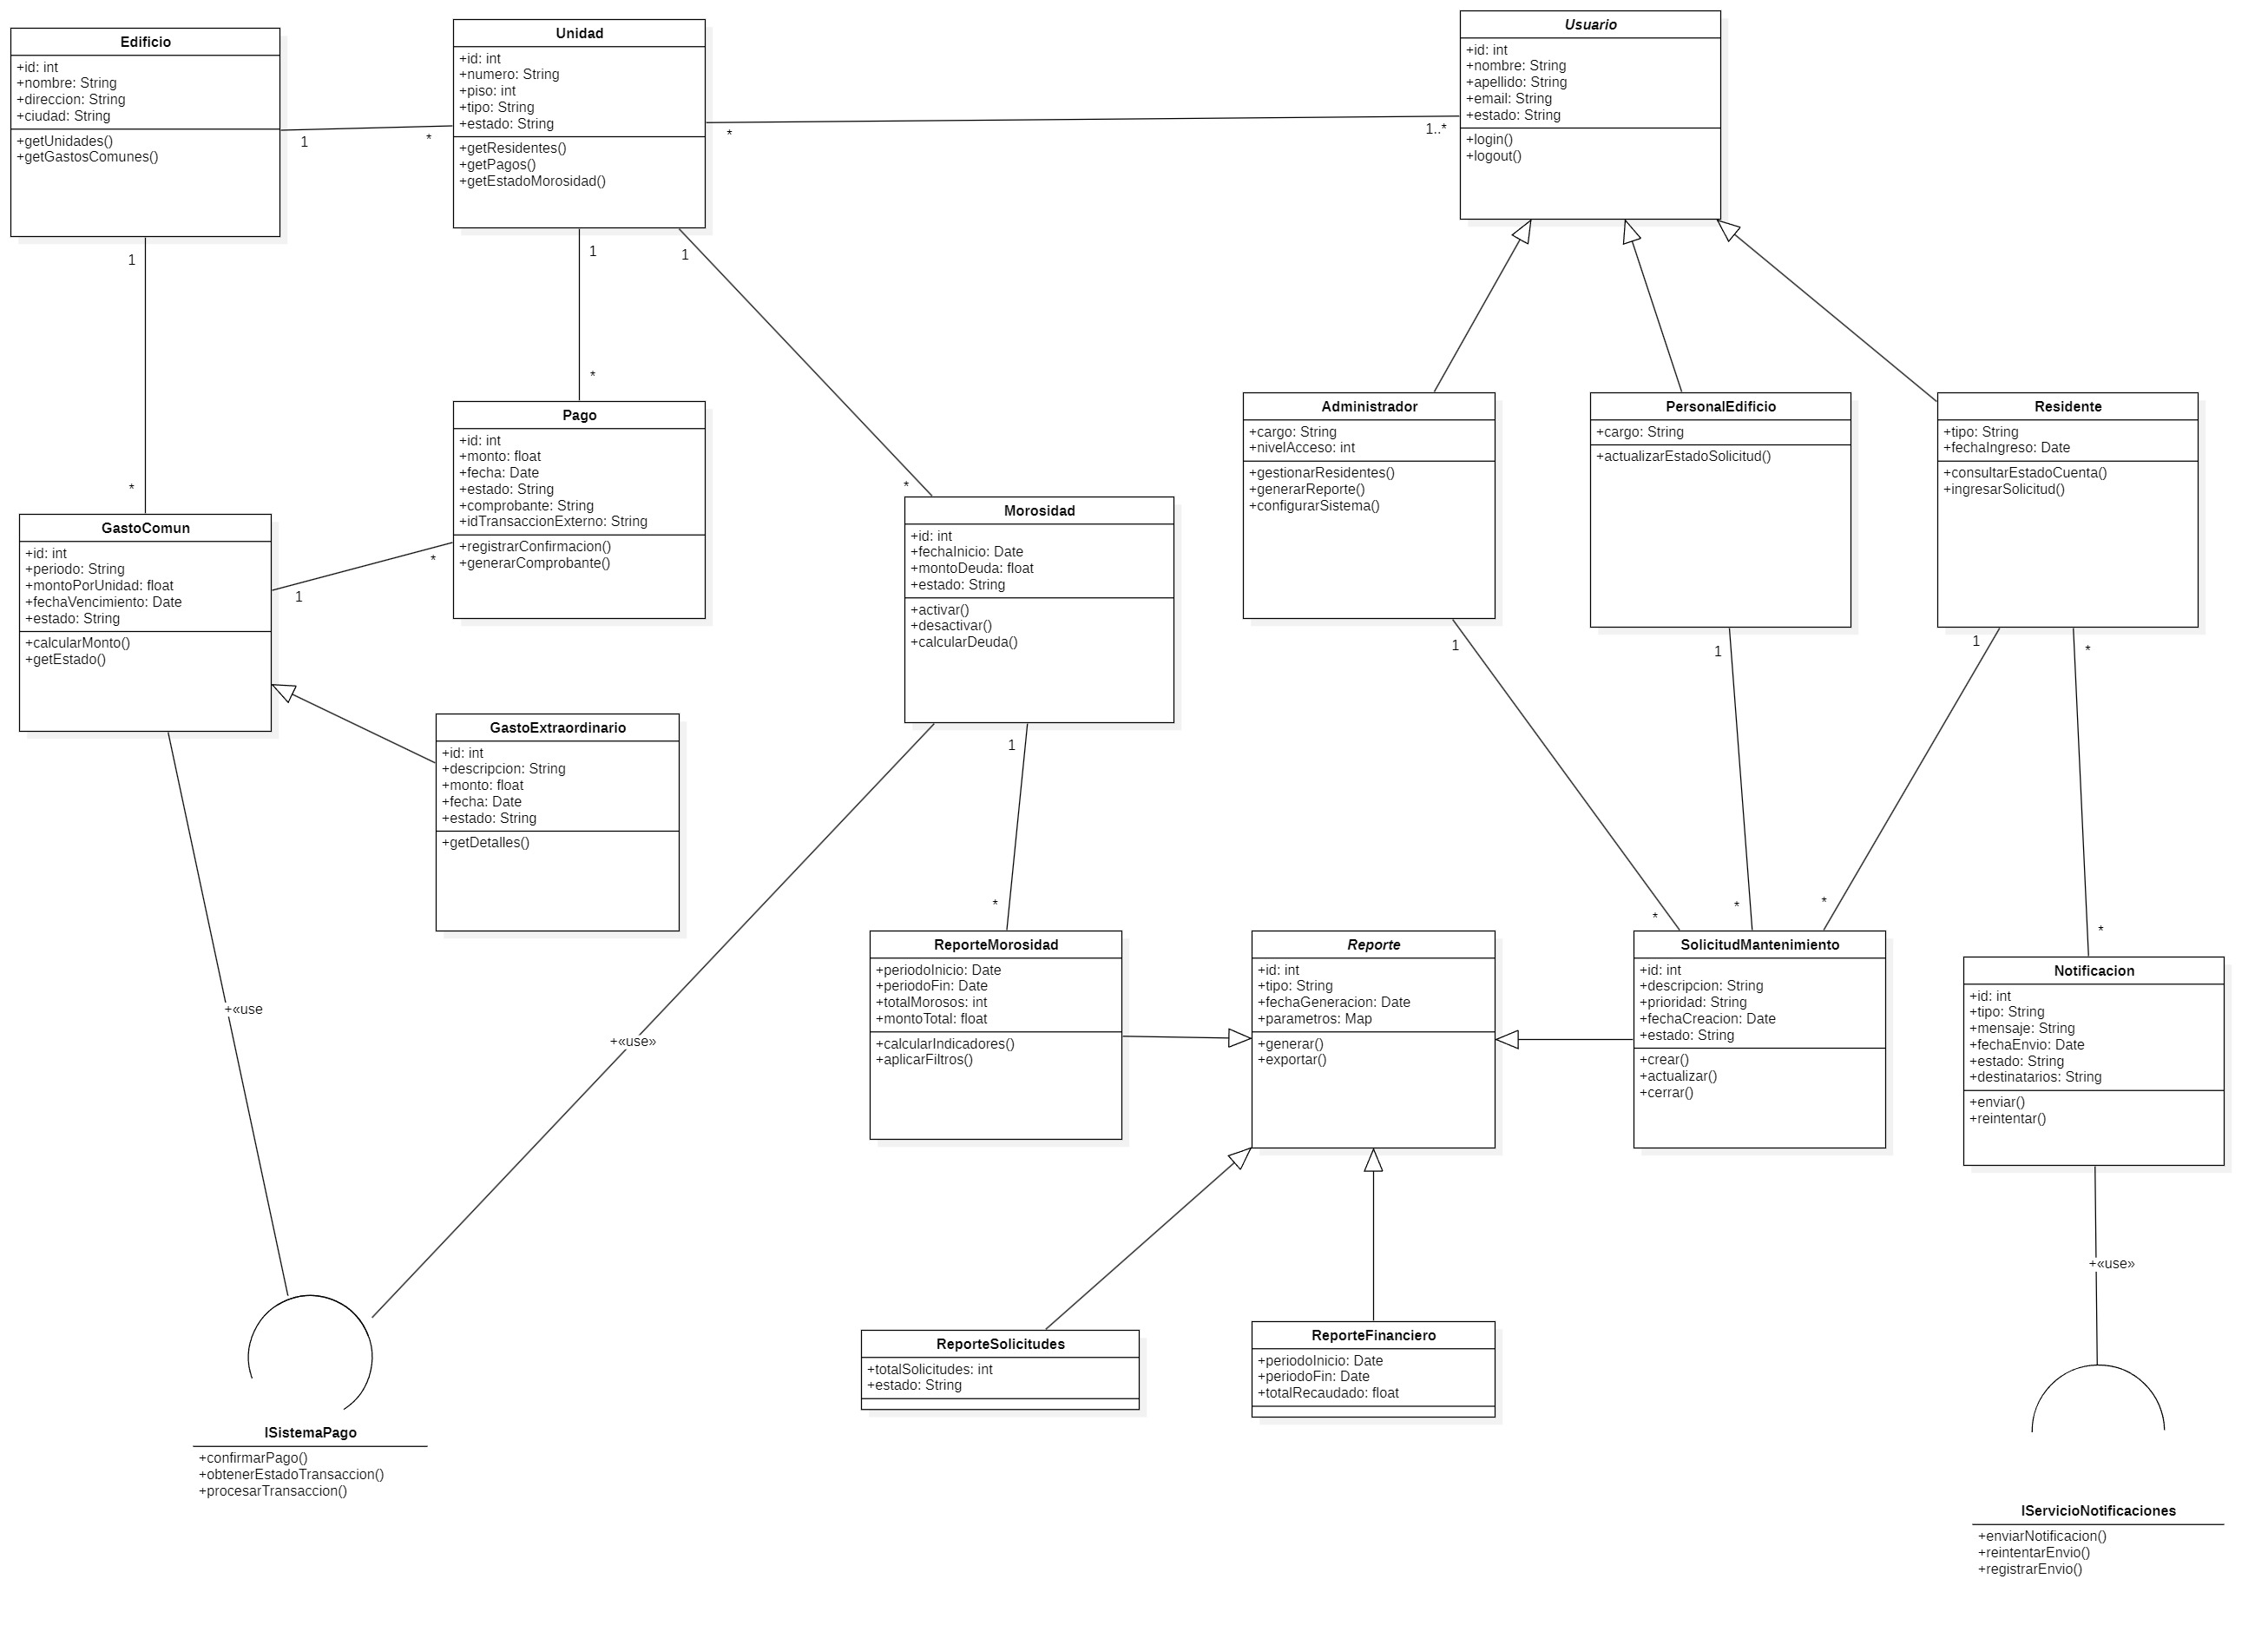 Edificio
+id: int
+nombre: String
+direccion: String
+ciudad: String
+getUnidades()
+getGastosComunes()
1
*
1
*
Unidad
+id: int
+numero: String
+piso: int
+tipo: String
+estado: String
+getResidentes()
+getPagos()
+getEstadoMorosidad()
*
1..*
1
*
1
*
Usuario
+id: int
+nombre: String
+apellido: String
+email: String
+estado: String
+login()
+logout()
Pago
+id: int
+monto: float
+fecha: Date
+estado: String
+comprobante: String
+idTransaccionExterno: String
+registrarConfirmacion()
+generarComprobante()
*
1
GastoComun
+id: int
+periodo: String
+montoPorUnidad: float
+fechaVencimiento: Date
+estado: String
+calcularMonto()
+getEstado()
Morosidad
+id: int
+fechaInicio: Date
+montoDeuda: float
+estado: String
+activar()
+desactivar()
+calcularDeuda()
1
*
Administrador
+cargo: String
+nivelAcceso: int
+gestionarResidentes()
+generarReporte()
+configurarSistema()
1
*
PersonalEdificio
+cargo: String
+actualizarEstadoSolicitud()
1
*
Residente
+tipo: String
+fechaIngreso: Date
+consultarEstadoCuenta()
+ingresarSolicitud()
1
*
*
*
GastoExtraordinario
+id: int
+descripcion: String
+monto: float
+fecha: Date
+estado: String
+getDetalles()
+«use
+«use»
ReporteMorosidad
+periodoInicio: Date
+periodoFin: Date
+totalMorosos: int
+montoTotal: float
+calcularIndicadores()
+aplicarFiltros()
Reporte
+id: int
+tipo: String
+fechaGeneracion: Date
+parametros: Map
+generar()
+exportar()
SolicitudMantenimiento
+id: int
+descripcion: String
+prioridad: String
+fechaCreacion: Date
+estado: String
+crear()
+actualizar()
+cerrar()
Notificacion
+id: int
+tipo: String
+mensaje: String
+fechaEnvio: Date
+estado: String
+destinatarios: String
+enviar()
+reintentar()
+«use»
ReporteSolicitudes
+totalSolicitudes: int
+estado: String
ReporteFinanciero
+periodoInicio: Date
+periodoFin: Date
+totalRecaudado: float
ISistemaPago
+confirmarPago()
+obtenerEstadoTransaccion()
+procesarTransaccion()
IServicioNotificaciones
+enviarNotificacion()
+reintentarEnvio()
+registrarEnvio()